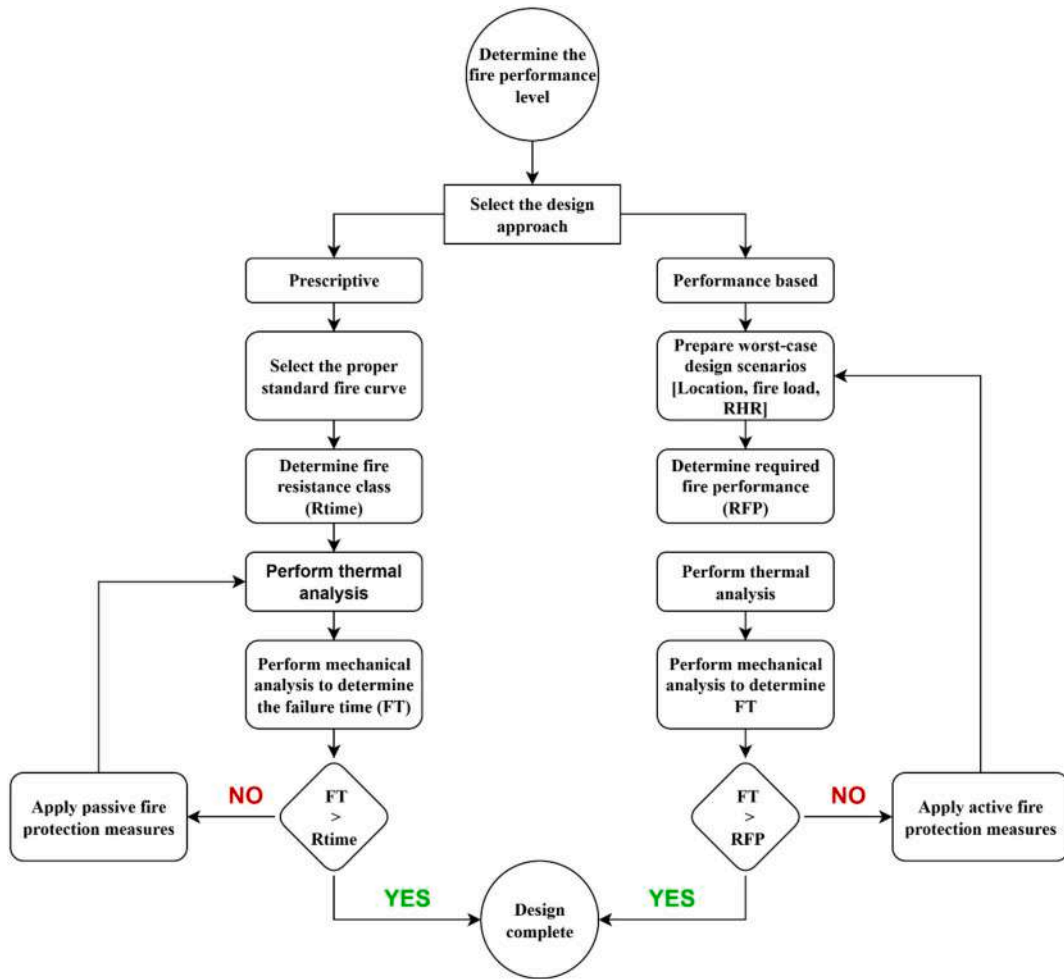 Determine the
fire performance
level
Select the design
approach
Prescriptive
Performance based
Select the proper
standard fire curve
Prepare worst-case
design scenarios
[Location, fire load,
RHR]
Determine fire
resistance class
(Rtime)
Determine required
fire performance
(RFP)
Perform thermal
analysis
Perform thermal
analysis
Perform mechanical
analysis to determine
the failure time (FT)
Perform mechanical
analysis to determine
FT
Apply passive fire
protection measures
NO
FT
>
Rtime
FT
>
RFP
NO
Apply active fire
protection measures
YES
Design
complete
YES